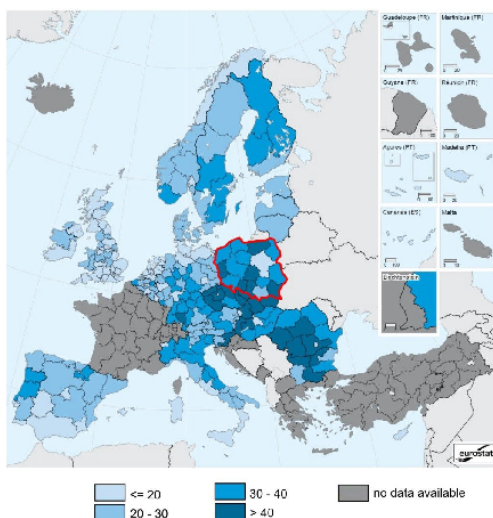 Guadeloupe (FR)
Martinique (FR)
Guyane (FR)
Réunion (FR)
Açores (PT)
Madeira (PT)
Canarias (ES)
Malta
Liechtenstein
eurostat
<= 20
30 - 40
no data available
20 - 30
> 40